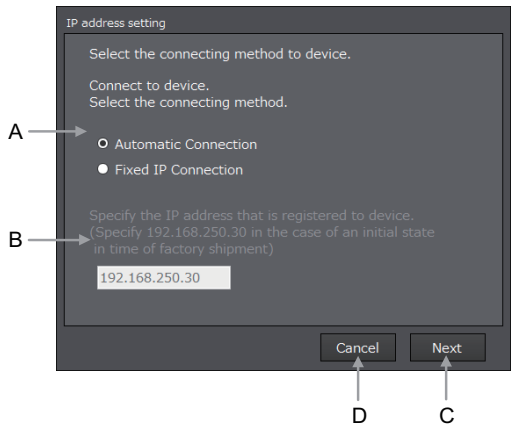 IP address setting
Select the connecting method to device.
Connect to device.
Select the connecting method.
A
Automatic Connection
Fixed IP Connection
Specify the IP address that is registered to device.
B
(Specify 192.168.250.30 in the case of an initial state
in time of factory shipment)
192.168.250.30
Cancel
Next
D
C